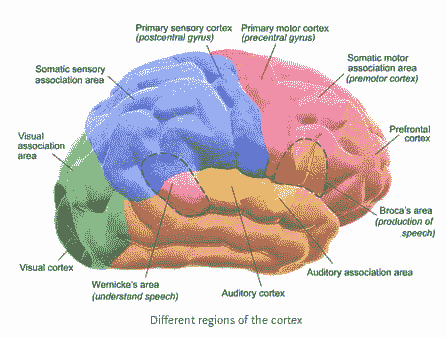 Primary sensory cortex
(postcentral gyrus)
Primary motor cortex
(precentral gyrus)
Somatic sensory
association area
Somatic motor
association area
(premotor cortex)
Visual
association
area
Prefrontal
cortex
Broca's area
(production of
speech)
Visual cortex
Wernicke's area
(understand speech)
Auditory cortex
Auditory association area
Different regions of the cortex